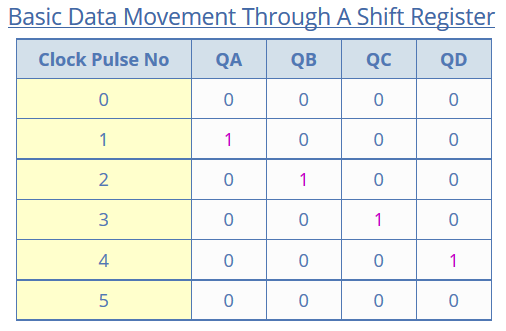 Basic Data Movement Through A Shift Register
Clock Pulse No QA QB QC QD
0 0 0 0 0
1 1 0 0 0
2 0 1 0 0
3 0 0 1 0
4 0 0 0 1
5 0 0 0 0